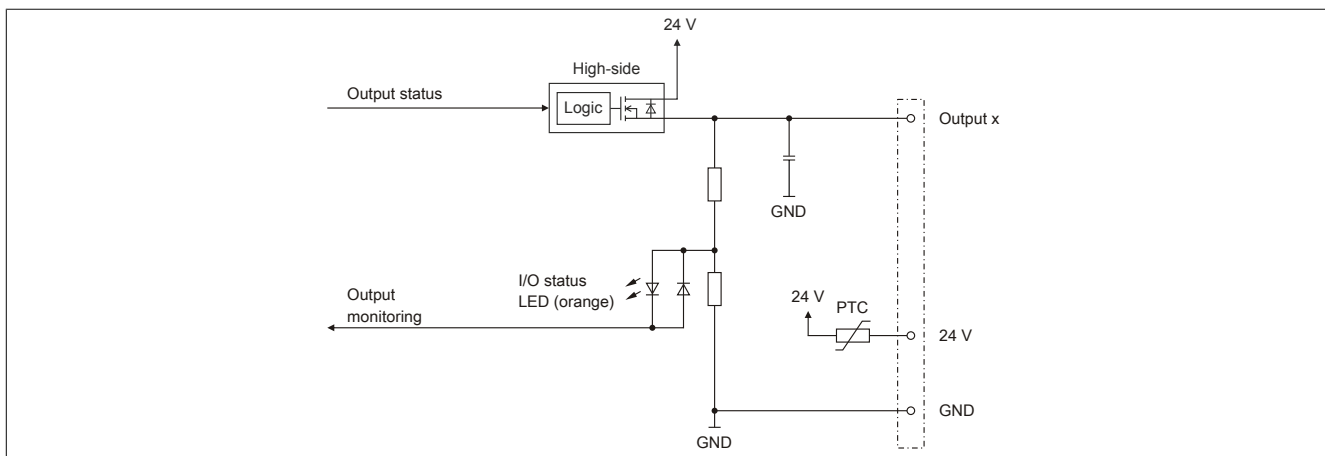 24 V
High-side
Output status
Logic
Output x
GND
I/O status
LED (orange)
Output
monitoring
24 V
PTC
24 V
GND
GND